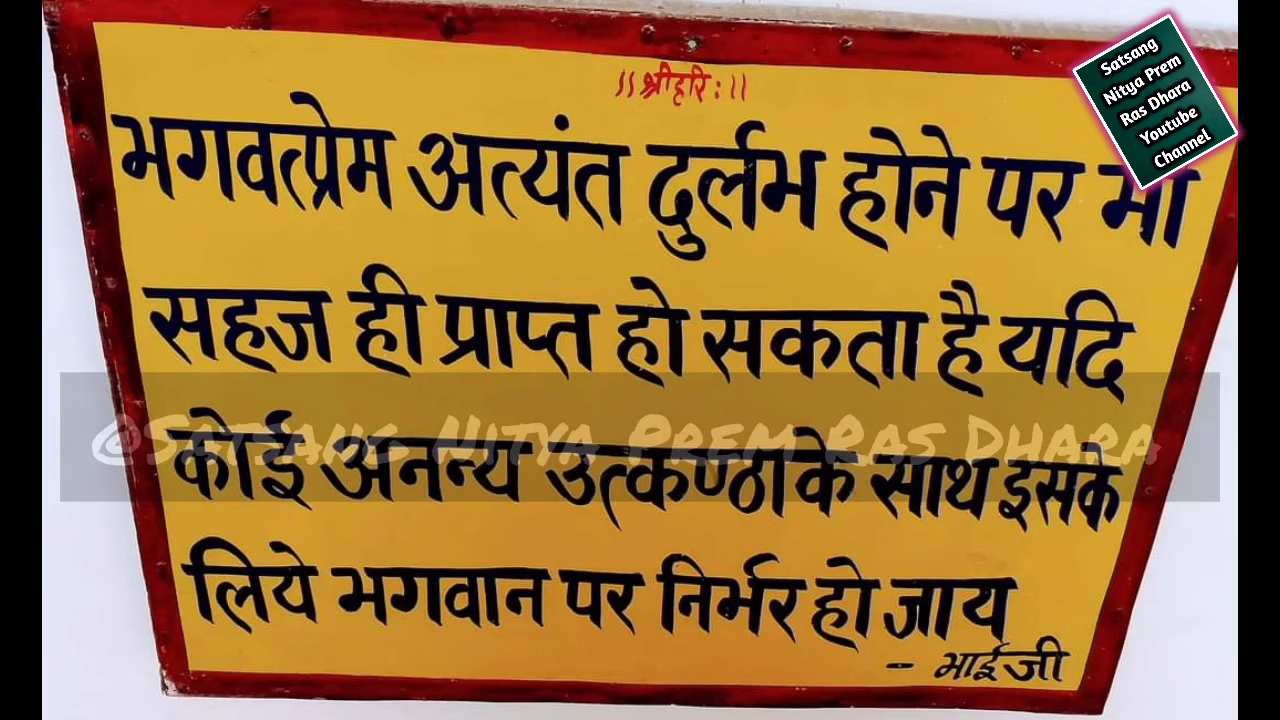 ॥श्रीहरि:॥
भगवत्प्रेम अत्यंत दुर्लभ होने पर भी
सहज ही प्राप्त हो सकता है यदि
कोई अनन्य उत्कण्ठा के साथ इसके
लिये भगवान पर निर्भर हो जाय
- भाईजी
Satsang
Nitya Prem
Ras Dhara
Youtube
Channel
@Satsang Nitya Prem Ras Dhara